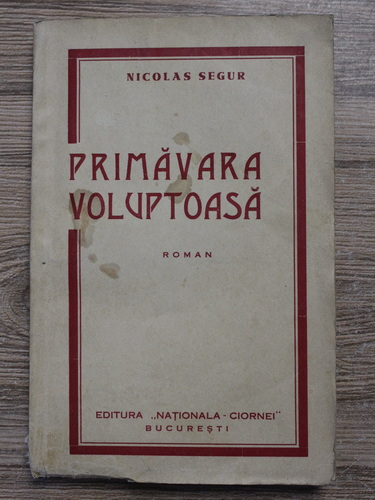 NICOLAS SEGUR
PRIMĂVARA
VOLUPTOASĂ
ROMAN
EDITURA „NAȚIONALA - CIORNEI"
BUCUREȘTI